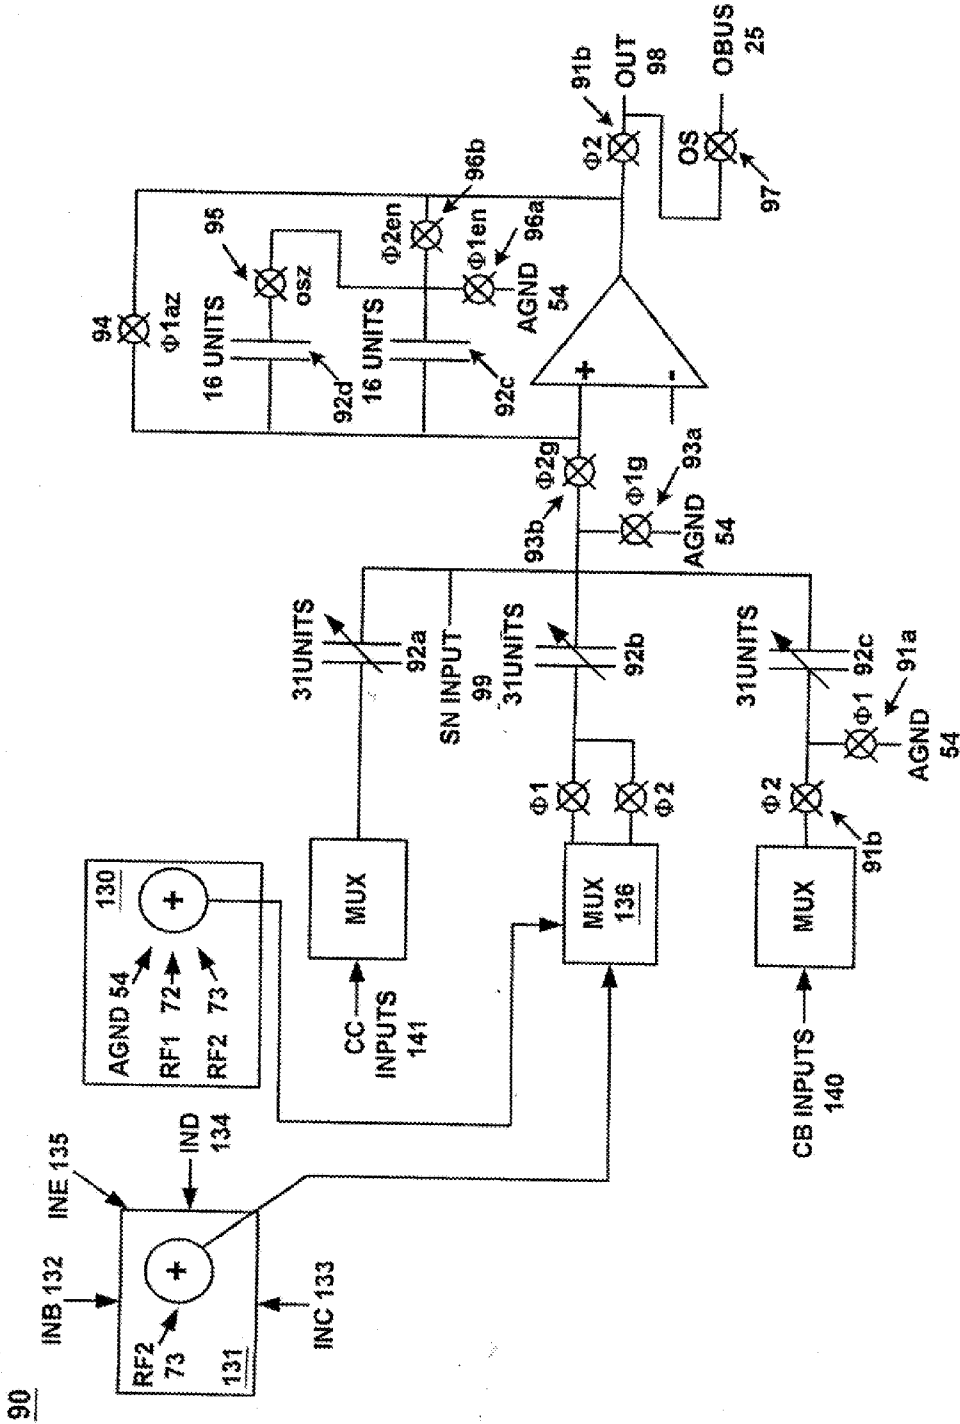 90
INB 132
INE 135
IND
134
INC 133
RF2
73
131
130
AGND 54
RF1 72
RF2 73
CC
INPUTS
141
MUX
MUX
136
CB INPUTS
140
MUX
Φ1
Φ2
Φ2
91b
Φ1
91a
AGND
54
31UNITS
92a
SN INPUT
99
31UNITS
92b
31UNITS
92c
93b
Φ2g
Φ1g
93a
AGND
54
94
Φ1az
16 UNITS
92d
95
osz
16 UNITS
92c
Φ2en
96b
Φ1en
96a
AGND
54
+
-
Φ2
91b
OUT
98
OS
97
OBUS
25